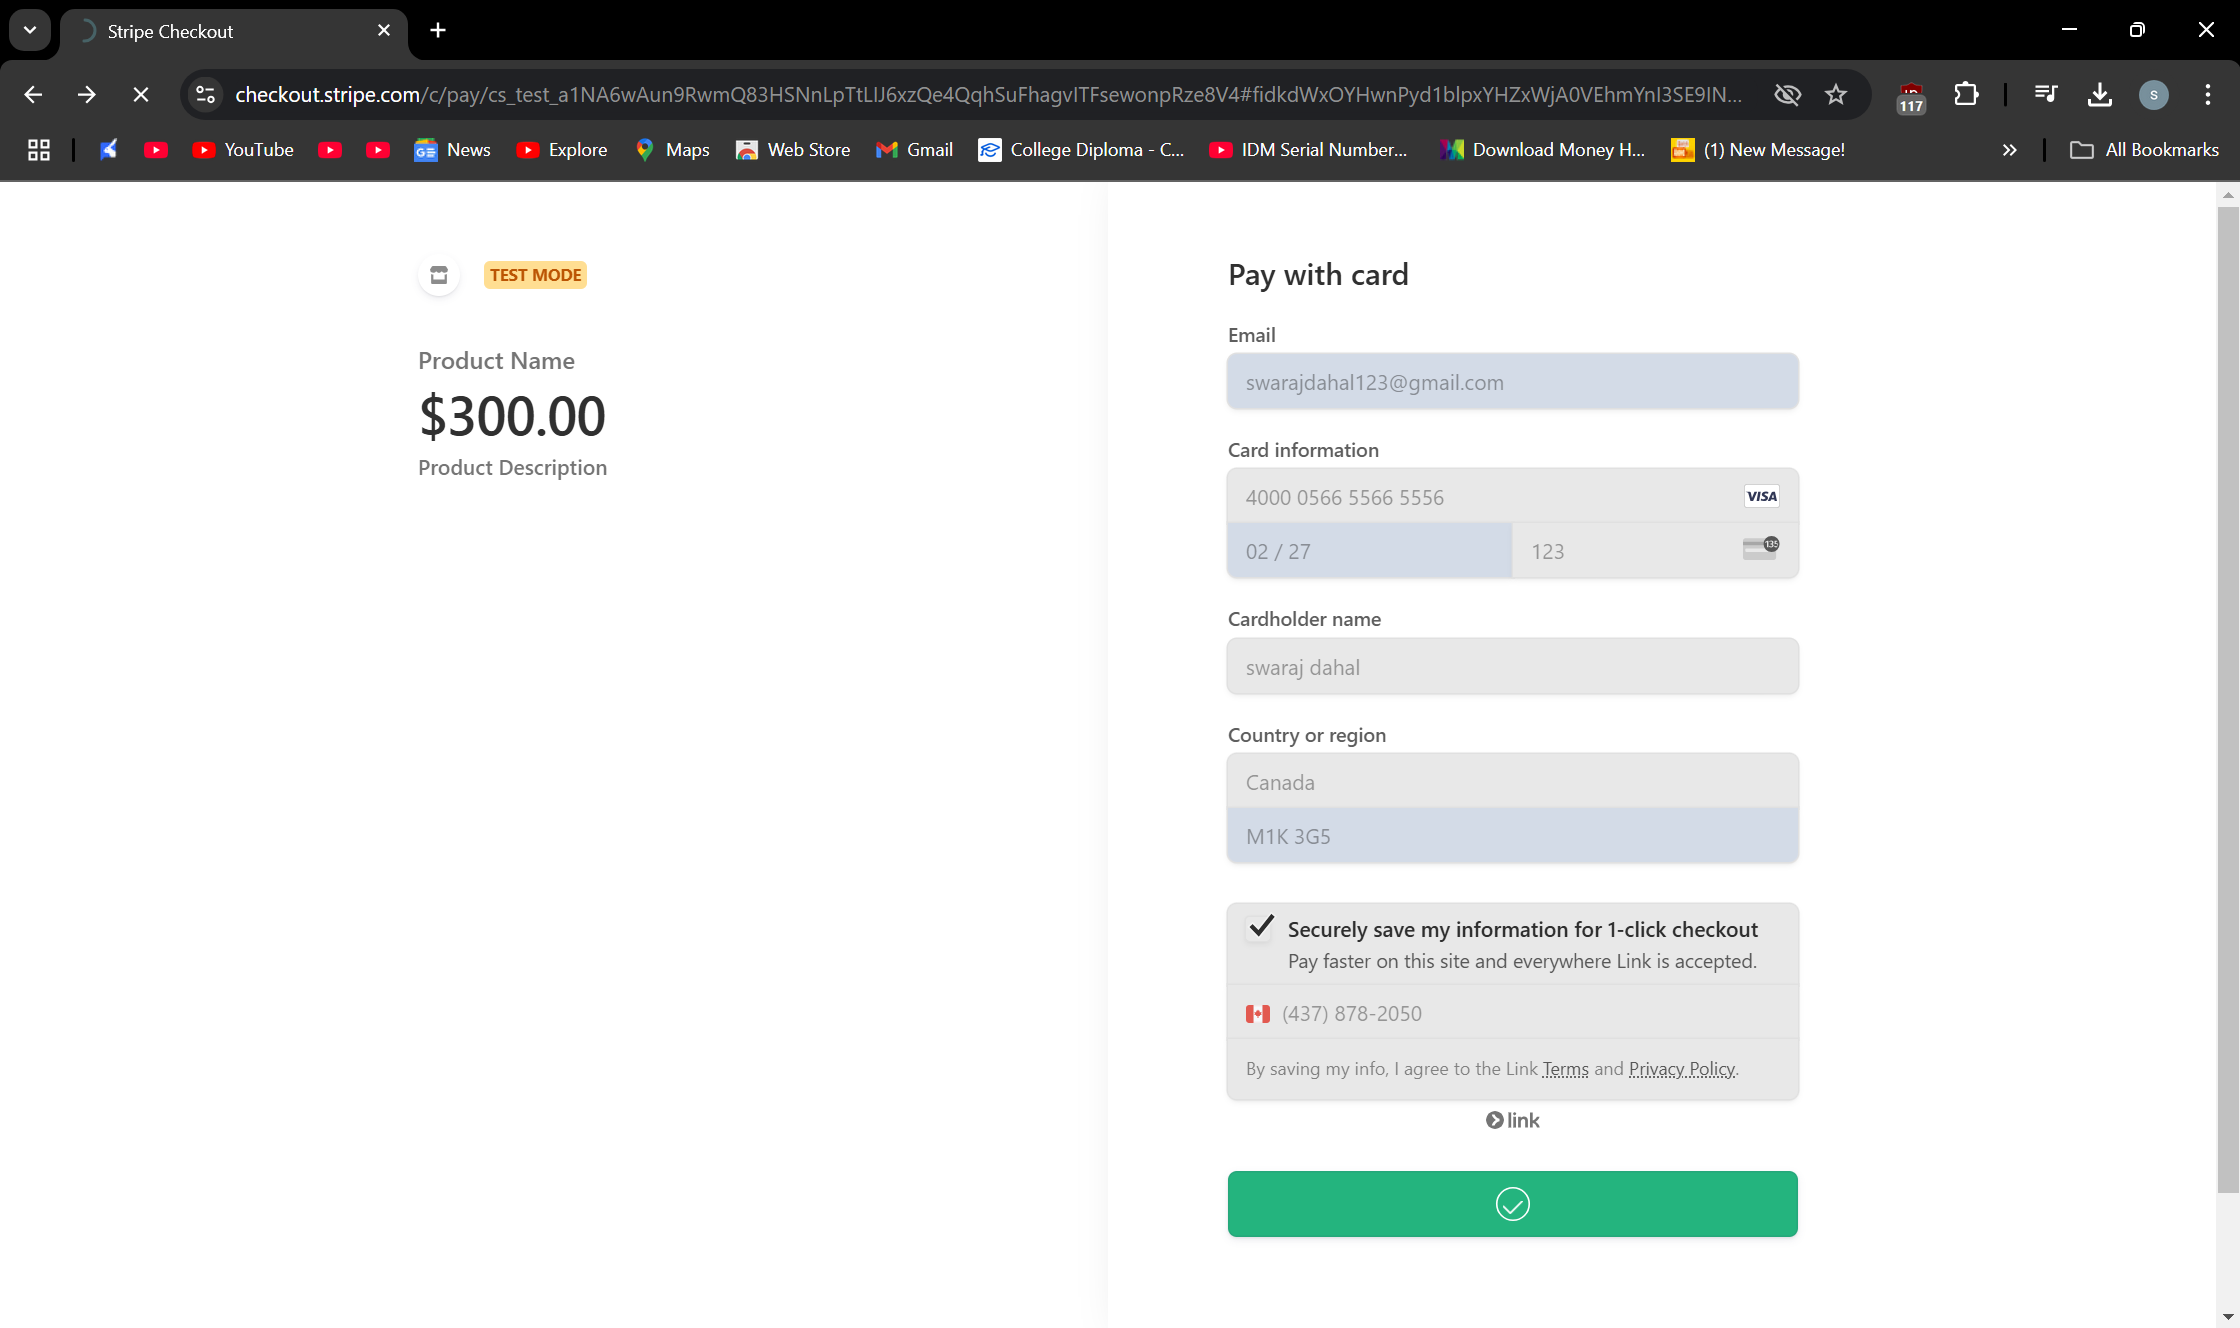 Stripe Checkout
checkout.stripe.com/c/pay/cs_test_a1NA6wAun9RwmQ83HSNnLpTtLIJ6xzQe4QqhSuFhagvITFsewonpRze8V4#fidkdWxOYHwnPyd1blpxYHZxWjA0VEhmYnI3SE9IN...
117
s
YouTube
News
Explore
Maps
Web Store
Gmail
College Diploma - C...
IDM Serial Number...
Download Money H...
(1) New Message!
All Bookmarks
TEST MODE
Product Name
$300.00
Product Description
Pay with card
Email
swarajdahal123@gmail.com
Card information
4000 0566 5566 5556
VISA
02 / 27
123
135
Cardholder name
swaraj dahal
Country or region
Canada
M1K 3G5
Securely save my information for 1-click checkout
Pay faster on this site and everywhere Link is accepted.
(437) 878-2050
By saving my info, I agree to the Link Terms and Privacy Policy.
link